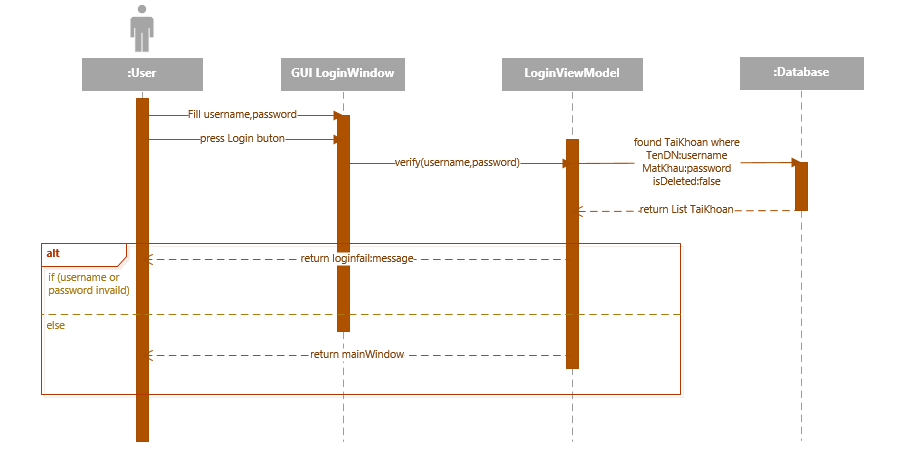 :User
GUI LoginWindow
LoginViewModel
:Database
Fill username,password
press Login buton
verify(username,password)
found TaiKhoan where
TenDN:username
MatKhau:password
isDeleted:false
return List TaiKhoan
alt
return loginfail:message
if (username or
password invaild)
else
return mainWindow